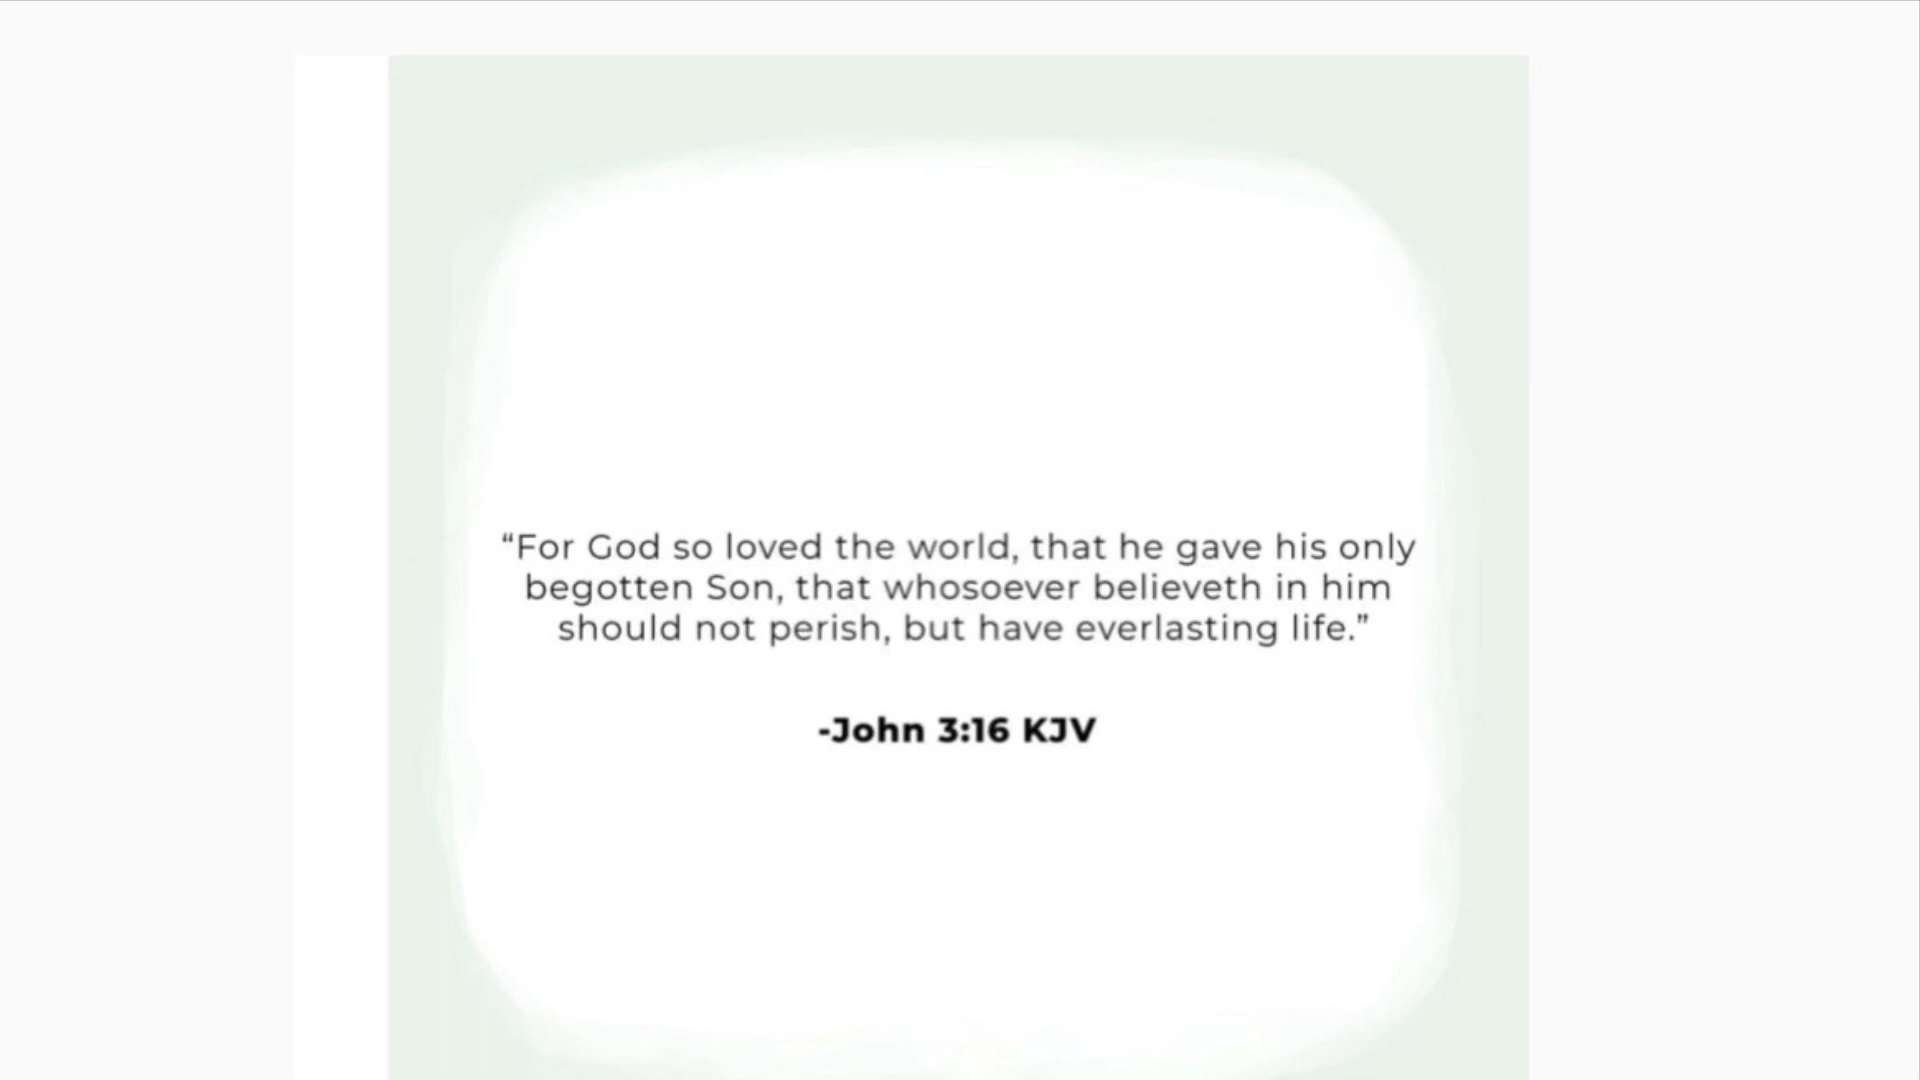 “For God so loved the world, that he gave his only
begotten Son, that whosoever believeth in him
should not perish, but have everlasting life.”
-John 3:16 KJV